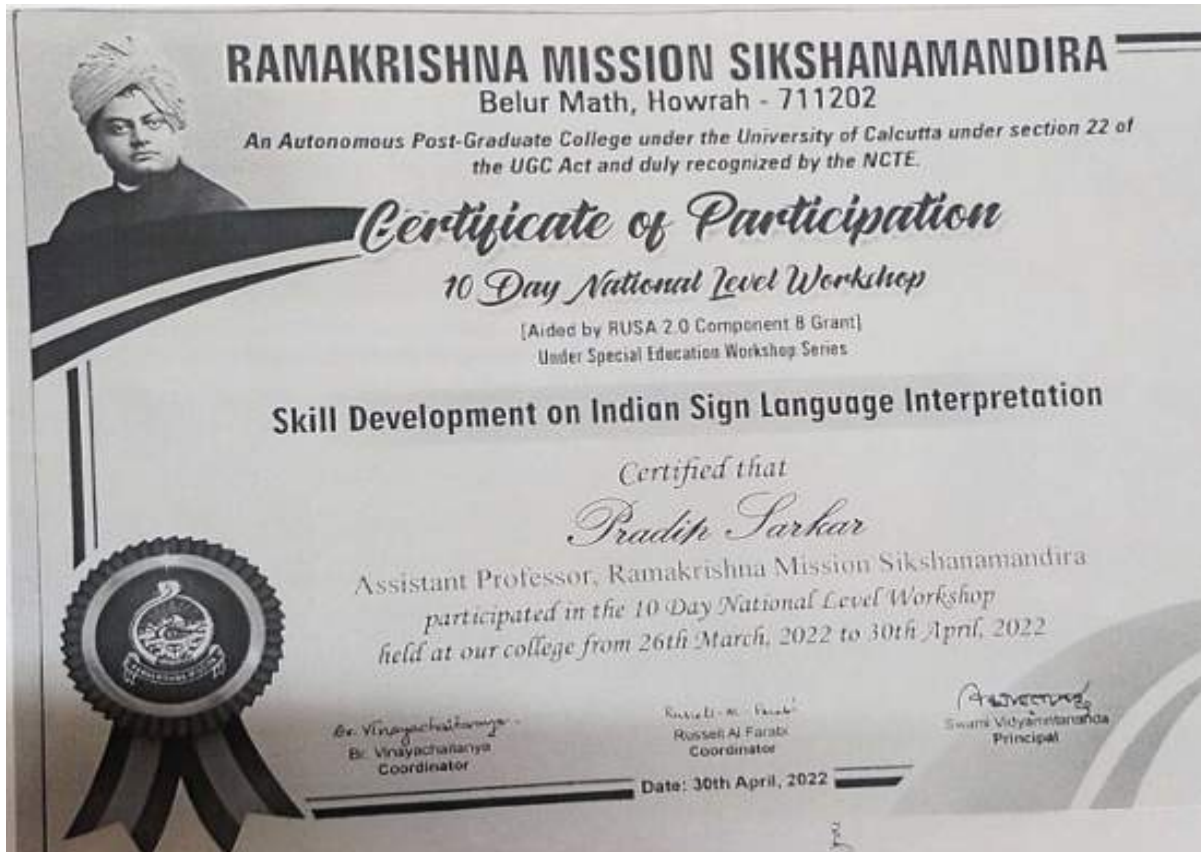 RAMAKRISHNA MISSION SIKSHANAMANDIRA
Belur Math, Howrah - 711202
An Autonomous Post-Graduate College under the University of Calcutta under section 22 of
the UGC Act and duly recognized by the NCTE.
Certificate of Participation
10 Day National Level Workshop
[Aided by RUSA 2.0 Component 8 Grant]
Under Special Education Workshop Series
Skill Development on Indian Sign Language Interpretation
Certified that
Pradip Sarkar
Assistant Professor, Ramakrishna Mission Sikshanamandira
participated in the 10 Day National Level Workshop
held at our college from 26th March, 2022 to 30th April, 2022
Br. Vinayachaitanya
Br. Vinayachaitanya
Coordinator
Russell Al Farabi
Coordinator
Swami Vidyamritananda
Principal
Date: 30th April, 2022